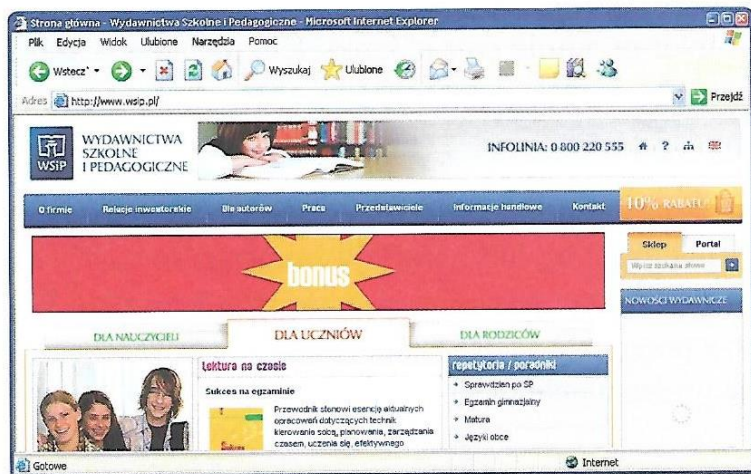 Strona główna - Wydawnictwa Szkolne i Pedagogiczne - Microsoft Internet Explorer
Plik Edycja Widok Ulubione Narzędzia Pomoc
Wstecz Wyszukaj Ulubione
Adres http://www.wsip.pl/ Przejdź
WSiP
WYDAWNICTWA
SZKOLNE
I PEDAGOGICZNE
INFOLINIA: 0 800 220 555
O firmie Relacje inwestorskie Dla autorów Praca Przedstawiciele Informacje handlowe Kontakt
10% RABATU!
bonus
Sklep Portal
Wpisz szukane słowo
NOWOŚCI WYDAWNICZE
DLA NAUCZYCIELI DLA UCZNIÓW DLA RODZICÓW
Lektura na czasie
Sukces na egzaminie
Przewodnik stanowi esencję aktualnych
opracowań dotyczących technik
kierowania sobą, planowania, zarządzania
czasem, uczenia się, efektywnego
repetytoria / poradniki
Sprawdzian po SP
Egzamin gimnazjalny
Matura
Języki obce
Gotowe Internet